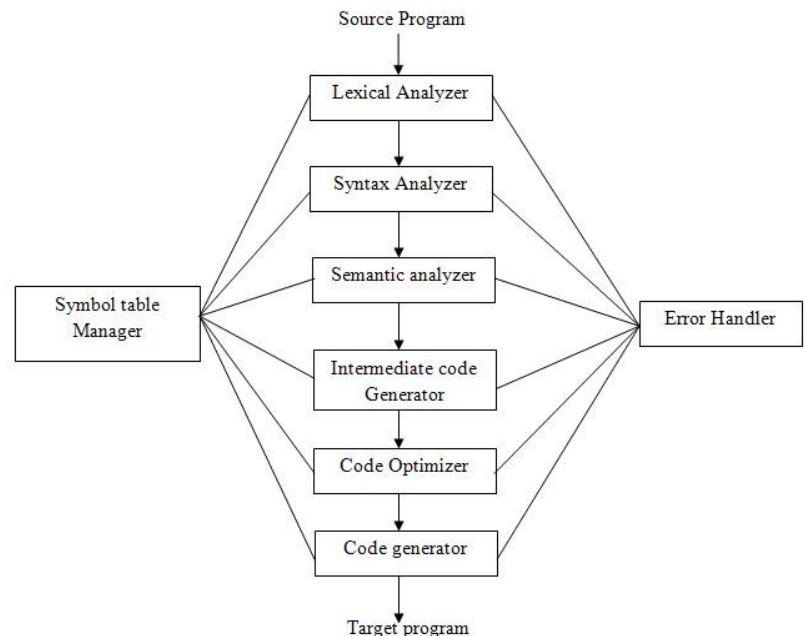 Source Program
Lexical Analyzer
Syntax Analyzer
Semantic analyzer
Symbol table
Manager
Error Handler
Intermediate code
Generator
Code Optimizer
Code generator
Target program